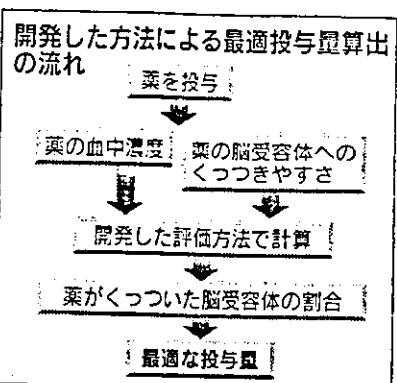 開発した方法による最適投与量算出
の流れ
薬を投与
薬の血中濃度
薬の脳受容体への
くっつきやすさ
開発した評価方法で計算
薬がくっついた脳受容体の割合
最適な投与量